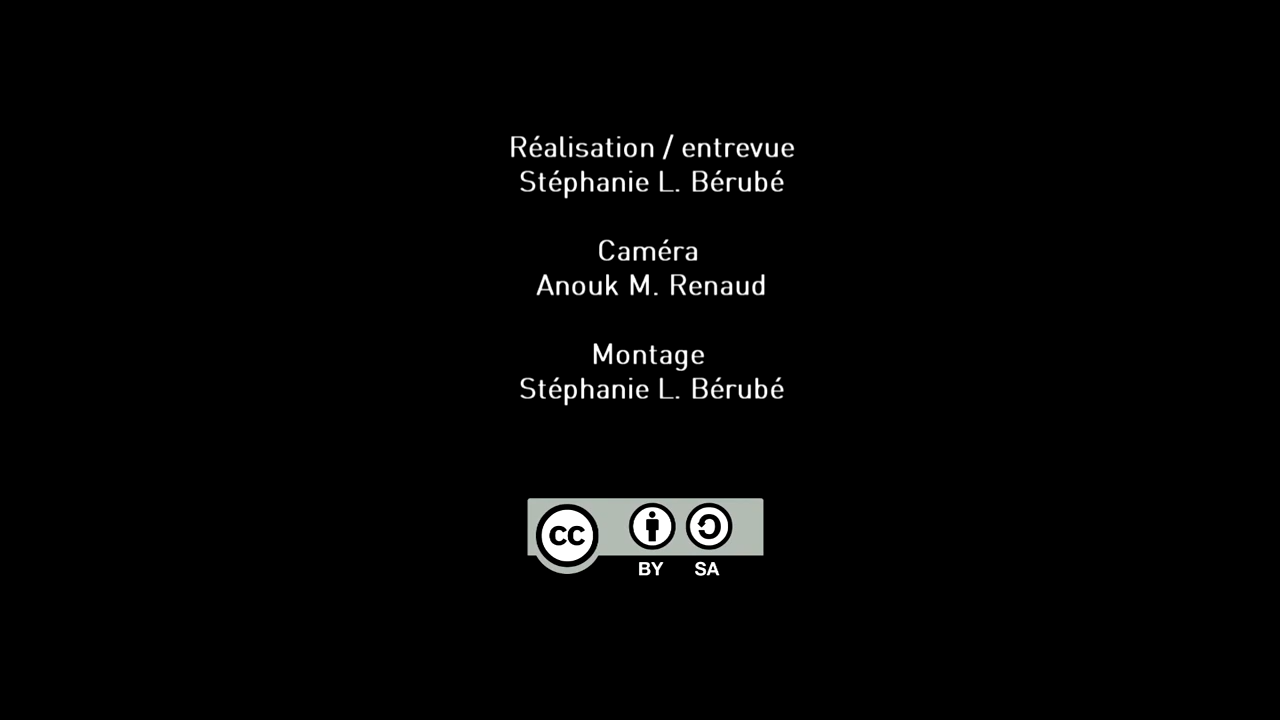 Réalisation / entrevue
Stéphanie L. Bérubé
Caméra
Anouk M. Renaud
Montage
Stéphanie L. Bérubé
cc
BY SA